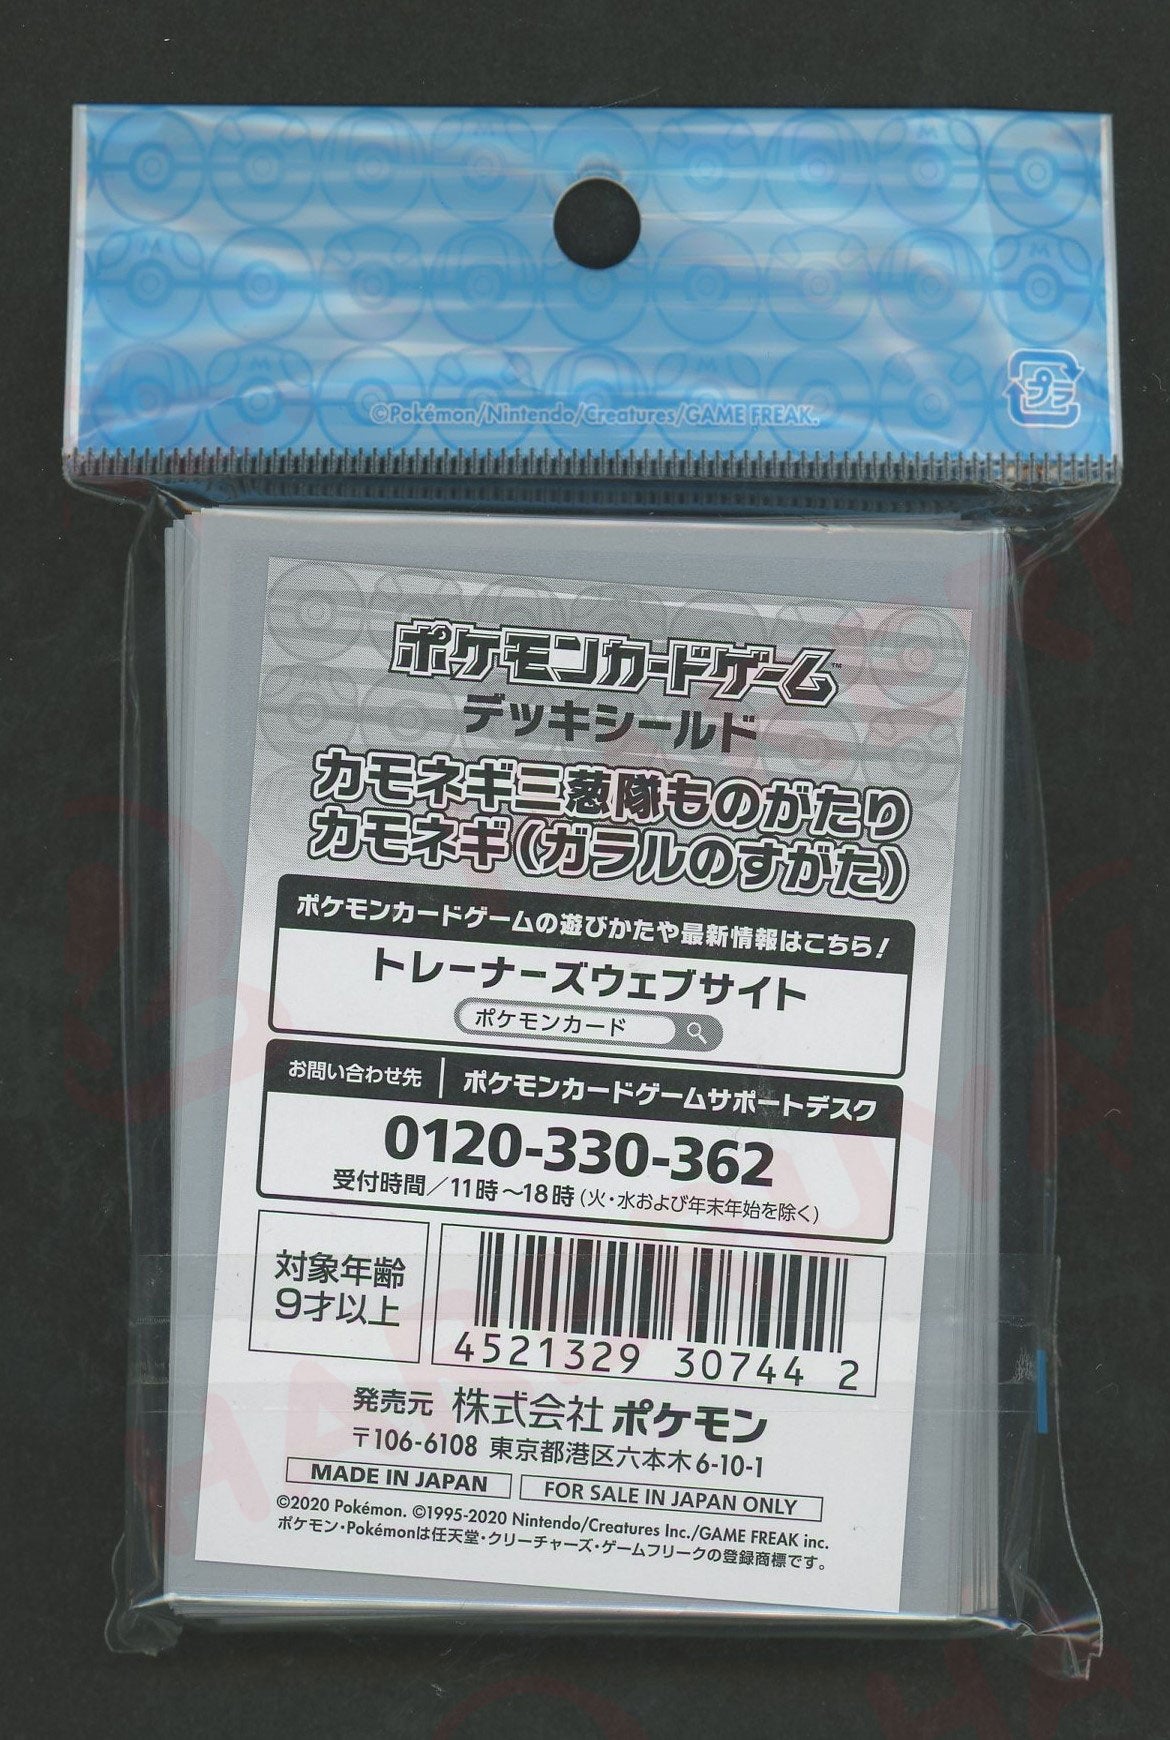 ©Pokémon/Nintendo/Creatures/GAME FREAK.
プラ
ポケモンカードゲーム™
デッキシールド
カモネギ三葱隊ものがたり
カモネギ(ガラルのすがた)
ポケモンカードゲームの遊びかたや最新情報はこちら!
トレーナーズウェブサイト
ポケモンカード
お問い合わせ先 ポケモンカードゲームサポートデスク
0120-330-362
受付時間/11時〜18時(火・水および年末年始を除く)
対象年齢
9才以上
4521329 307442
発売元 株式会社ポケモン
〒106-6108 東京都港区六本木6-10-1
MADE IN JAPAN FOR SALE IN JAPAN ONLY
©2020 Pokémon. ©1995-2020 Nintendo/Creatures Inc./GAME FREAK inc.
ポケモン・Pokémonは任天堂・クリーチャーズ・ゲームフリークの登録商標です。